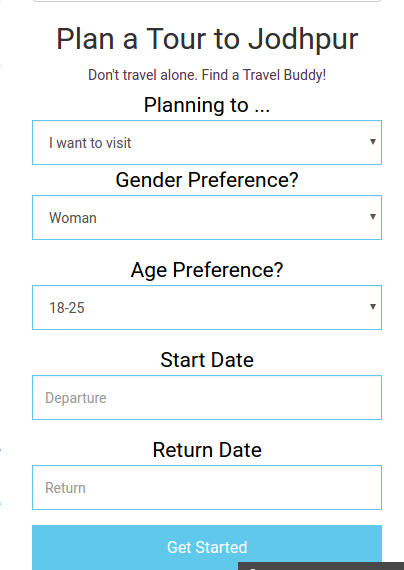 Plan a Tour to Jodhpur
Don't travel alone. Find a Travel Buddy!
Planning to ...
I want to visit
Gender Preference?
Woman
Age Preference?
18-25
Start Date
Departure
Return Date
Return
Get Started